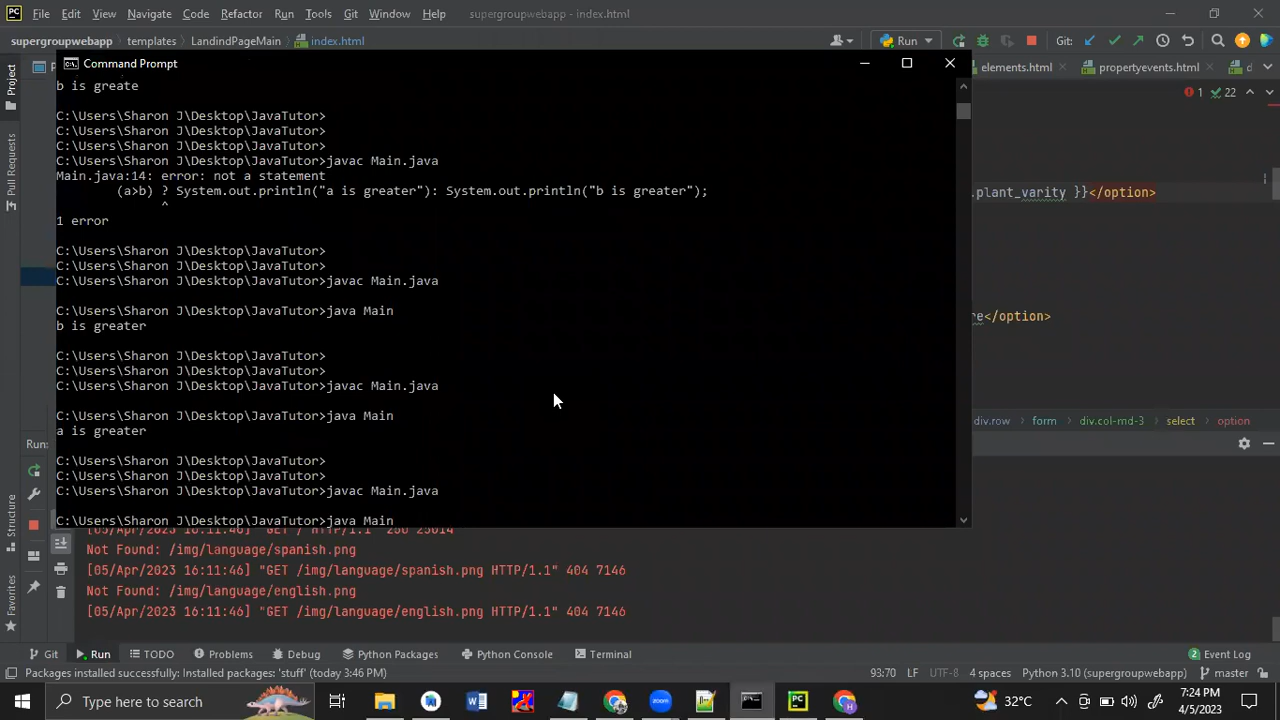 File Edit View Navigate Code Refactor Run Tools Git Window Help supergroupwebapp - index.html
supergroupwebapp templates LandindPageMain index.html Run Git:
Project
Pull Requests
Structure
Favorites
Command Prompt
elements.html propertyevents.html
1 22
b is greate
C:\Users\Sharon J\Desktop\JavaTutor>
C:\Users\Sharon J\Desktop\JavaTutor>
C:\Users\Sharon J\Desktop\JavaTutor>
C:\Users\Sharon J\Desktop\JavaTutor>javac Main.java
Main.java:14: error: not a statement
(a>b) ? System.out.println("a is greater"): System.out.println("b is greater");
^
1 error
C:\Users\Sharon J\Desktop\JavaTutor>
C:\Users\Sharon J\Desktop\JavaTutor>
C:\Users\Sharon J\Desktop\JavaTutor>javac Main.java
C:\Users\Sharon J\Desktop\JavaTutor>java Main
b is greater
C:\Users\Sharon J\Desktop\JavaTutor>
C:\Users\Sharon J\Desktop\JavaTutor>
C:\Users\Sharon J\Desktop\JavaTutor>javac Main.java
C:\Users\Sharon J\Desktop\JavaTutor>java Main
a is greater
C:\Users\Sharon J\Desktop\JavaTutor>
C:\Users\Sharon J\Desktop\JavaTutor>
C:\Users\Sharon J\Desktop\JavaTutor>javac Main.java
C:\Users\Sharon J\Desktop\JavaTutor>java Main
.plant_varity }}</option>
</option>
div.row form div.col-md-3 select option
Run:
Not Found: /img/language/spanish.png
[05/Apr/2023 16:11:46] "GET /img/language/spanish.png HTTP/1.1" 404 7146
Not Found: /img/language/english.png
[05/Apr/2023 16:11:46] "GET /img/language/english.png HTTP/1.1" 404 7146
Git Run TODO Problems Debug Python Packages Python Console Terminal 2 Event Log
Packages installed successfully: Installed packages: 'stuff' (today 3:46 PM) 93:70 LF UTF-8 4 spaces Python 3.10 (supergroupwebapp) master
Type here to search 32°C 7:24 PM
4/5/2023